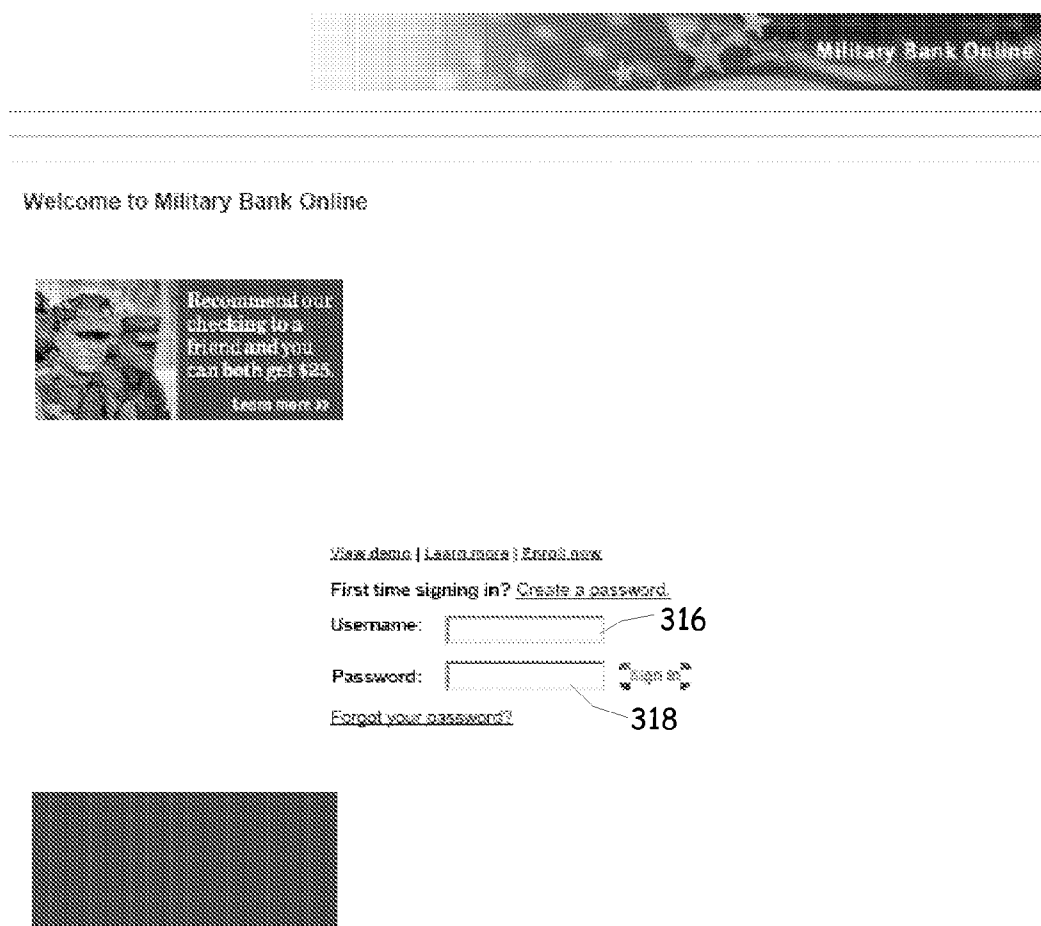 Military Bank Online
Welcome to Military Bank Online
Recommend our
checking to a
friend and you
can both get $25
Learn more >>
View demo | Learn more | Enroll now
First time signing in? Create a password.
Username:
316
Password:
Sign in
Forgot your password?
318